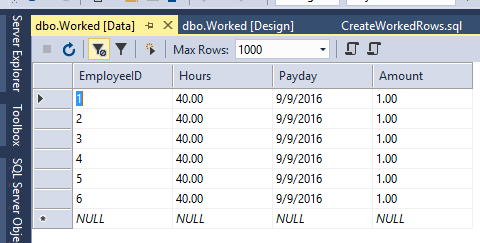 dbo.Worked [Data] dbo.Worked [Design] CreateWorkedRows.sql
Max Rows: 1000
EmployeeID Hours Payday Amount
1 40.00 9/9/2016 1.00
2 40.00 9/9/2016 1.00
3 40.00 9/9/2016 1.00
4 40.00 9/9/2016 1.00
5 40.00 9/9/2016 1.00
6 40.00 9/9/2016 1.00
NULL NULL NULL NULL
Server Explorer
Toolbox
SQL Server Obje